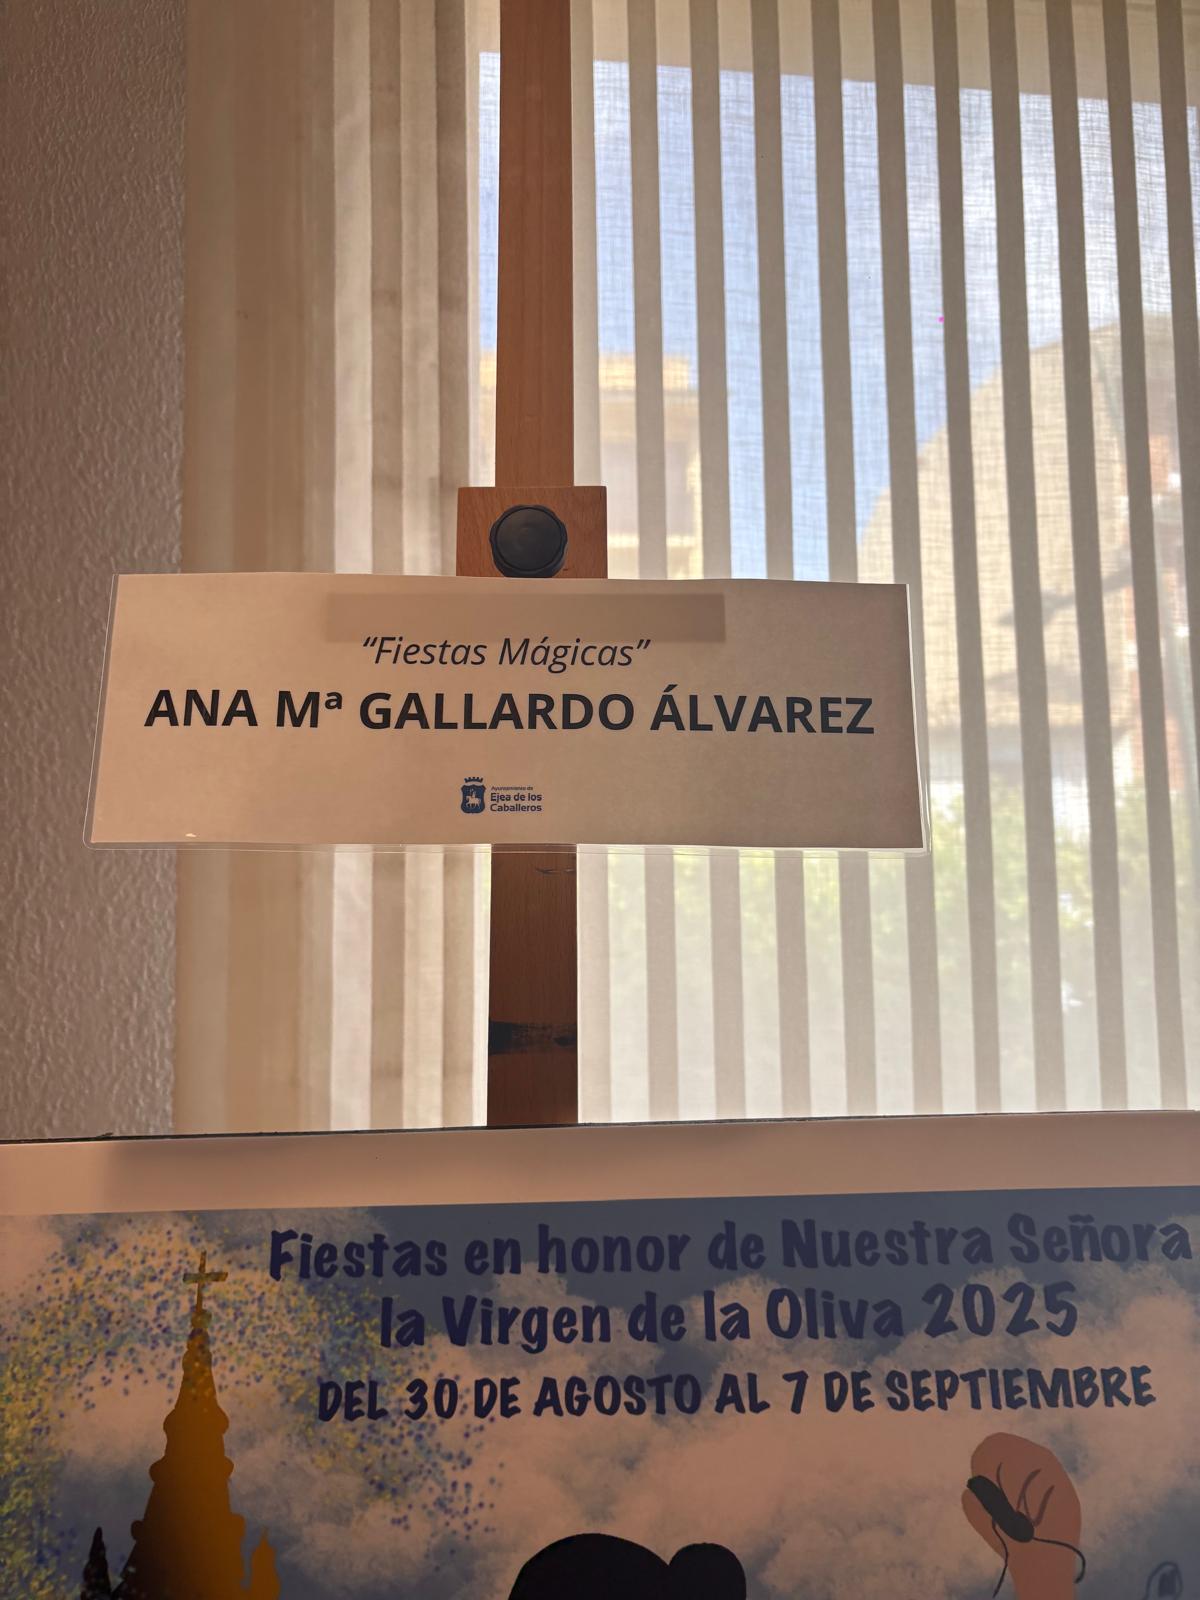 “Fiestas Mágicas”
ANA Mª GALLARDO ÁLVAREZ
Ayuntamiento de
Ejea de los
Caballeros
Fiestas en honor de Nuestra Señora
la Virgen de la Oliva 2025
DEL 30 DE AGOSTO AL 7 DE SEPTIEMBRE